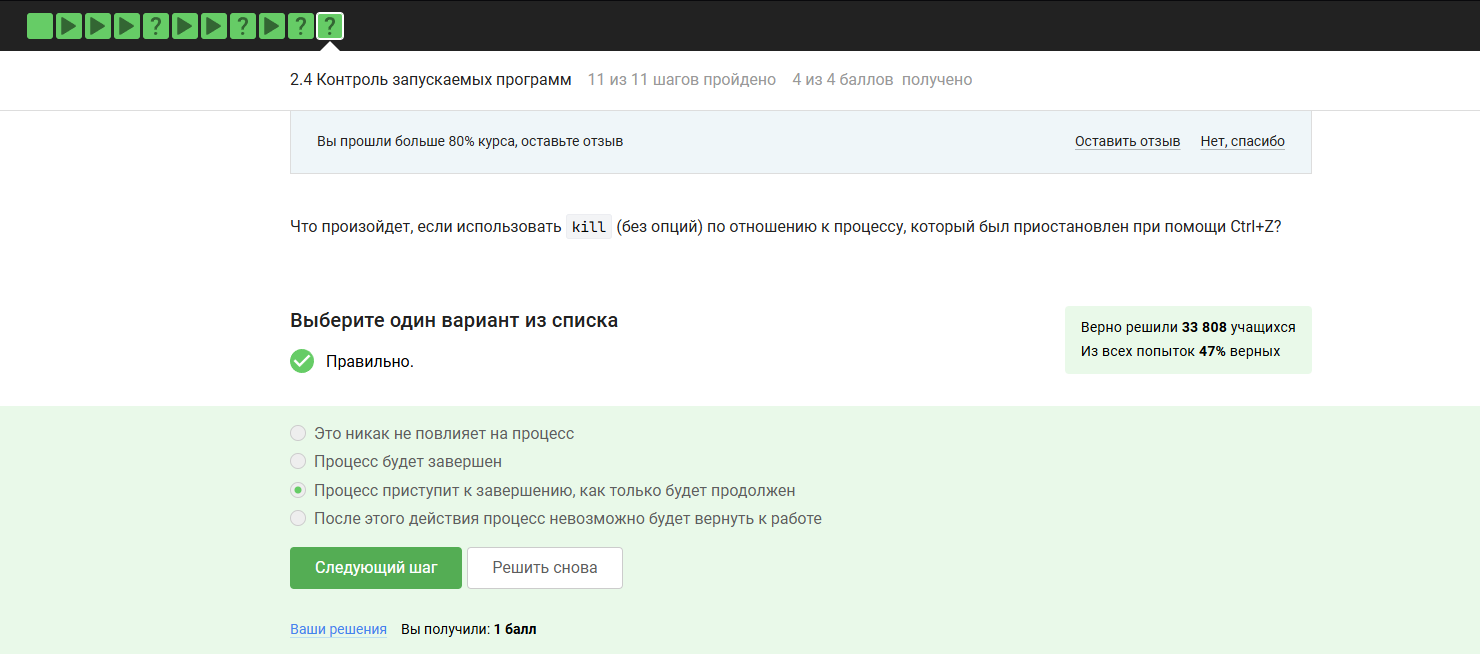 ? ? ? ?
2.4 Контроль запускаемых программ 11 из 11 шагов пройдено 4 из 4 баллов получено
Вы прошли больше 80% курса, оставьте отзыв Оставить отзыв Нет, спасибо
Что произойдет, если использовать kill (без опций) по отношению к процессу, который был приостановлен при помощи Ctrl+Z?
Выберите один вариант из списка
Правильно.
Верно решили 33 808 учащихся
Из всех попыток 47% верных
Это никак не повлияет на процесс
Процесс будет завершен
Процесс приступит к завершению, как только будет продолжен
После этого действия процесс невозможно будет вернуть к работе
Следующий шаг Решить снова
Ваши решения Вы получили: 1 балл